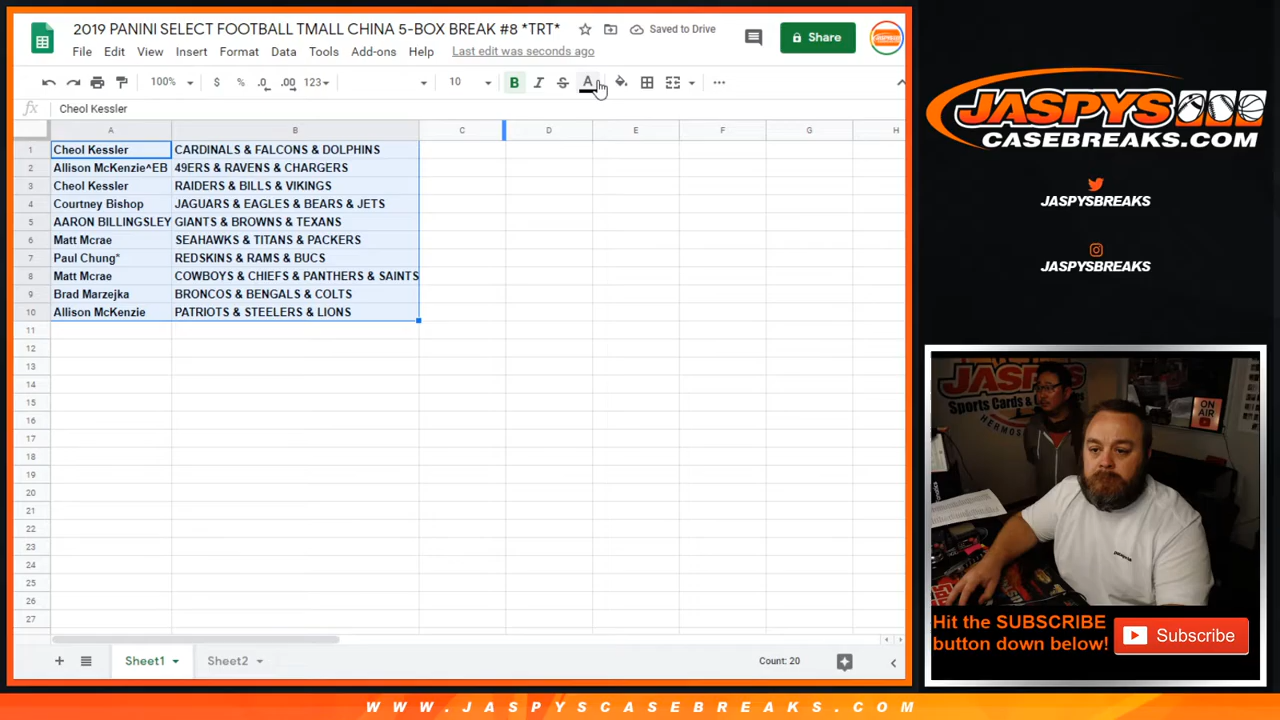 2019 PANINI SELECT FOOTBALL TMALL CHINA 5-BOX BREAK #8 *TRT*
Saved to Drive
Share
File Edit View Insert Format Data Tools Add-ons Help Last edit was seconds ago
100% $ % .0 .00 123 10 B I S A
fx Cheol Kessler
A B C D E F G H
1 Cheol Kessler CARDINALS & FALCONS & DOLPHINS
2 Allison McKenzie^EB 49ERS & RAVENS & CHARGERS
3 Cheol Kessler RAIDERS & BILLS & VIKINGS
4 Courtney Bishop JAGUARS & EAGLES & BEARS & JETS
5 AARON BILLINGSLEY GIANTS & BROWNS & TEXANS
6 Matt Mcrae SEAHAWKS & TITANS & PACKERS
7 Paul Chung* REDSKINS & RAMS & BUCS
8 Matt Mcrae COWBOYS & CHIEFS & PANTHERS & SAINTS
9 Brad Marzejka BRONCOS & BENGALS & COLTS
10 Allison McKenzie PATRIOTS & STEELERS & LIONS
11
12
13
14
15
16
17
18
19
20
21
22
23
24
25
26
27
Sheet1 Sheet2 Count: 20
JASPYS
CASEBREAKS.COM
JASPYSBREAKS
JASPYSBREAKS
JASPYS
Sports Cards &
HERMOS
ON
AIR
Hit the SUBSCRIBE
button down below!
Subscribe
WWW.JASPYSCASEBREAKS.COM